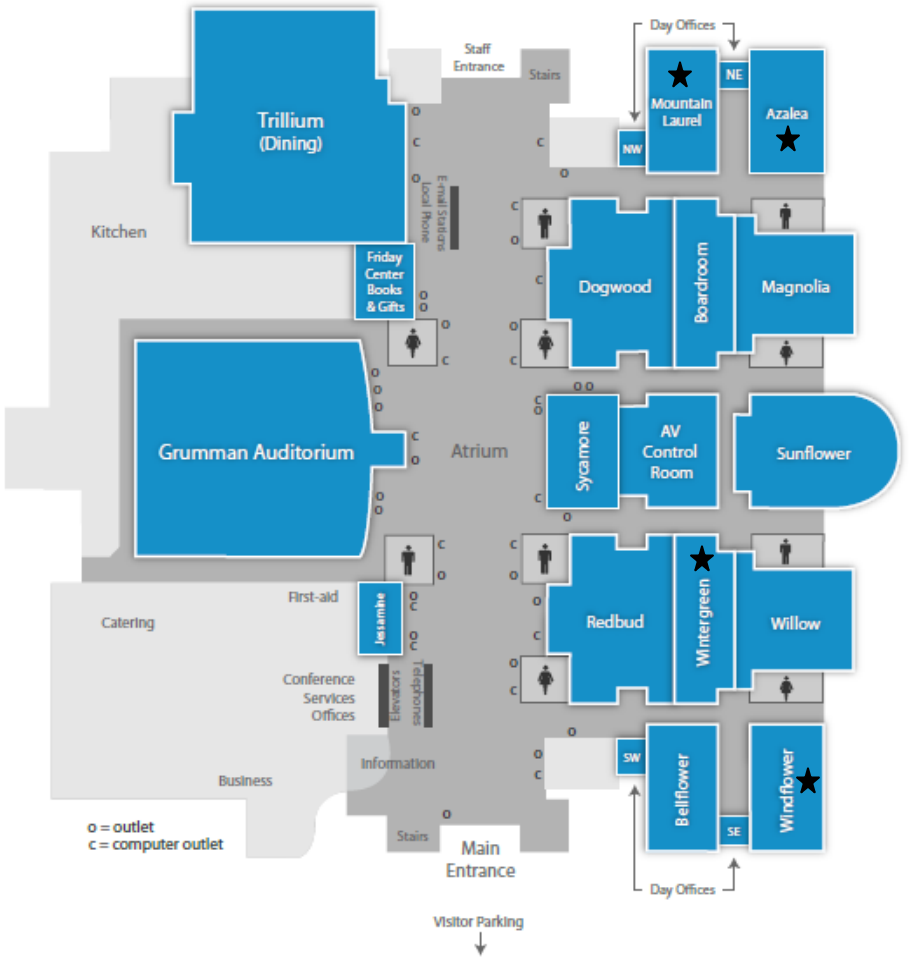 Day Offices
Staff
Entrance
Stairs
NE
Mountain
Laurel
Azalea
Trillium
(Dining)
NW
o
c
c
o
o
E-mail Stations
Local Phone
Kitchen
c
o
Friday
Center
Books
& Gifts
c
Dogwood
Boardroom
Magnolia
o
o
o
c
o
c
o
o
o
o o
c
o
Grumman Auditorium
c
o
Atrium
Sycamore
AV
Control
Room
Sunflower
o
o
c
o
c
o
c
o
First-aid
Jessamine
o
c
o
c
o
c
Redbud
Wintergreen
Willow
Catering
Conference
Services
Offices
Elevators
Telephones
o
c
o
Information
o
c
SW
Bellflower
Windflower
Business
o
SE
o = outlet
c = computer outlet
Stairs
Main
Entrance
Day Offices
Visitor Parking